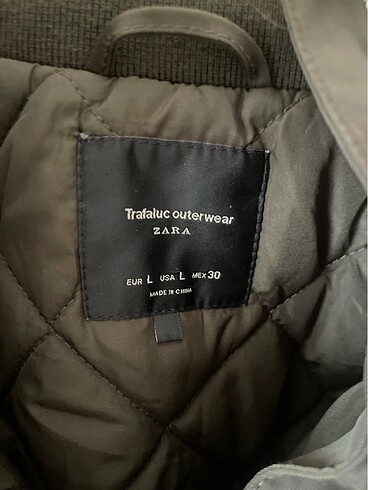 Trafaluc outerwear
ZARA
EUR L USA L MEX 30
MADE IN CHINA